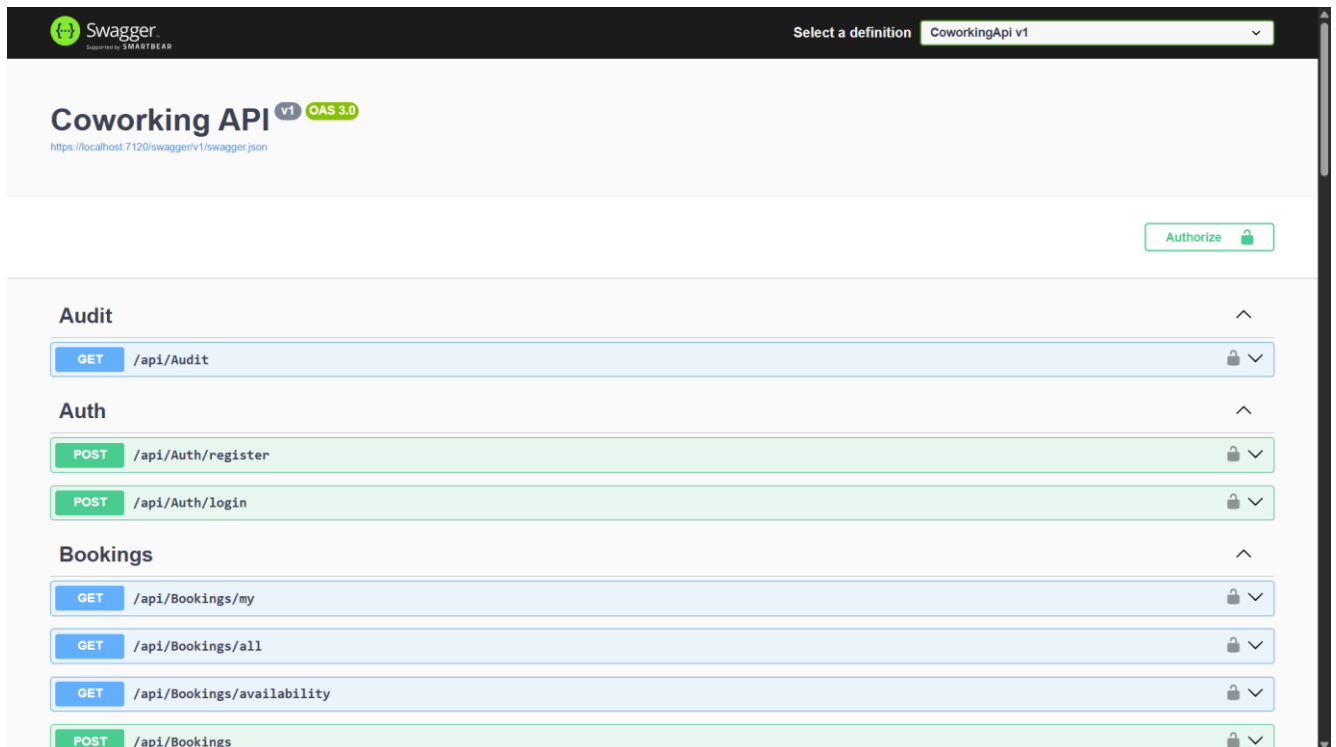 Swagger.
Supported by SMARTBEAR
Select a definition
CoworkingApi v1
Coworking API v1 OAS 3.0
https://localhost:7120/swagger/v1/swagger.json
Authorize
Audit
GET /api/Audit
Auth
POST /api/Auth/register
POST /api/Auth/login
Bookings
GET /api/Bookings/my
GET /api/Bookings/all
GET /api/Bookings/availability
POST /api/Bookings